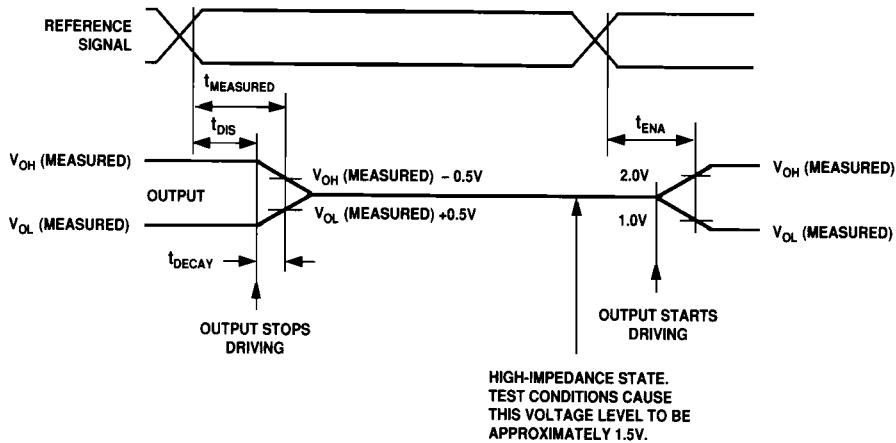 REFERENCE
SIGNAL
tMEASURED
tDIS
tENA
VOH (MEASURED)
VOH (MEASURED) – 0.5V
2.0V
VOH (MEASURED)
OUTPUT
VOL (MEASURED)
VOL (MEASURED) +0.5V
1.0V
VOL (MEASURED)
tDECAY
OUTPUT STOPS
DRIVING
OUTPUT STARTS
DRIVING
HIGH-IMPEDANCE STATE.
TEST CONDITIONS CAUSE
THIS VOLTAGE LEVEL TO BE
APPROXIMATELY 1.5V.